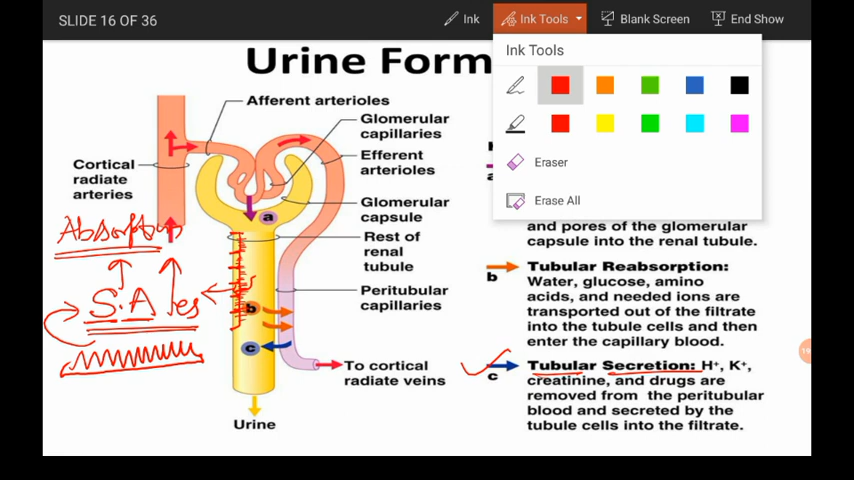 SLIDE 16 OF 36
Ink
Ink Tools
Blank Screen
End Show
Ink Tools
Eraser
Erase All
Urine Form
Afferent arterioles
Glomerular
capillaries
Efferent
arterioles
Cortical
radiate
arteries
Glomerular
capsule
Rest of
renal
tubule
Peritubular
capillaries
To cortical
radiate veins
Urine
a
b
c
Absorption
S.A
and pores of the glomerular
capsule into the renal tubule.
b
Tubular Reabsorption:
Water, glucose, amino
acids, and needed ions are
transported out of the filtrate
into the tubule cells and then
enter the capillary blood.
c
Tubular Secretion: H+, K+,
creatinine, and drugs are
removed from the peritubular
blood and secreted by the
tubule cells into the filtrate.